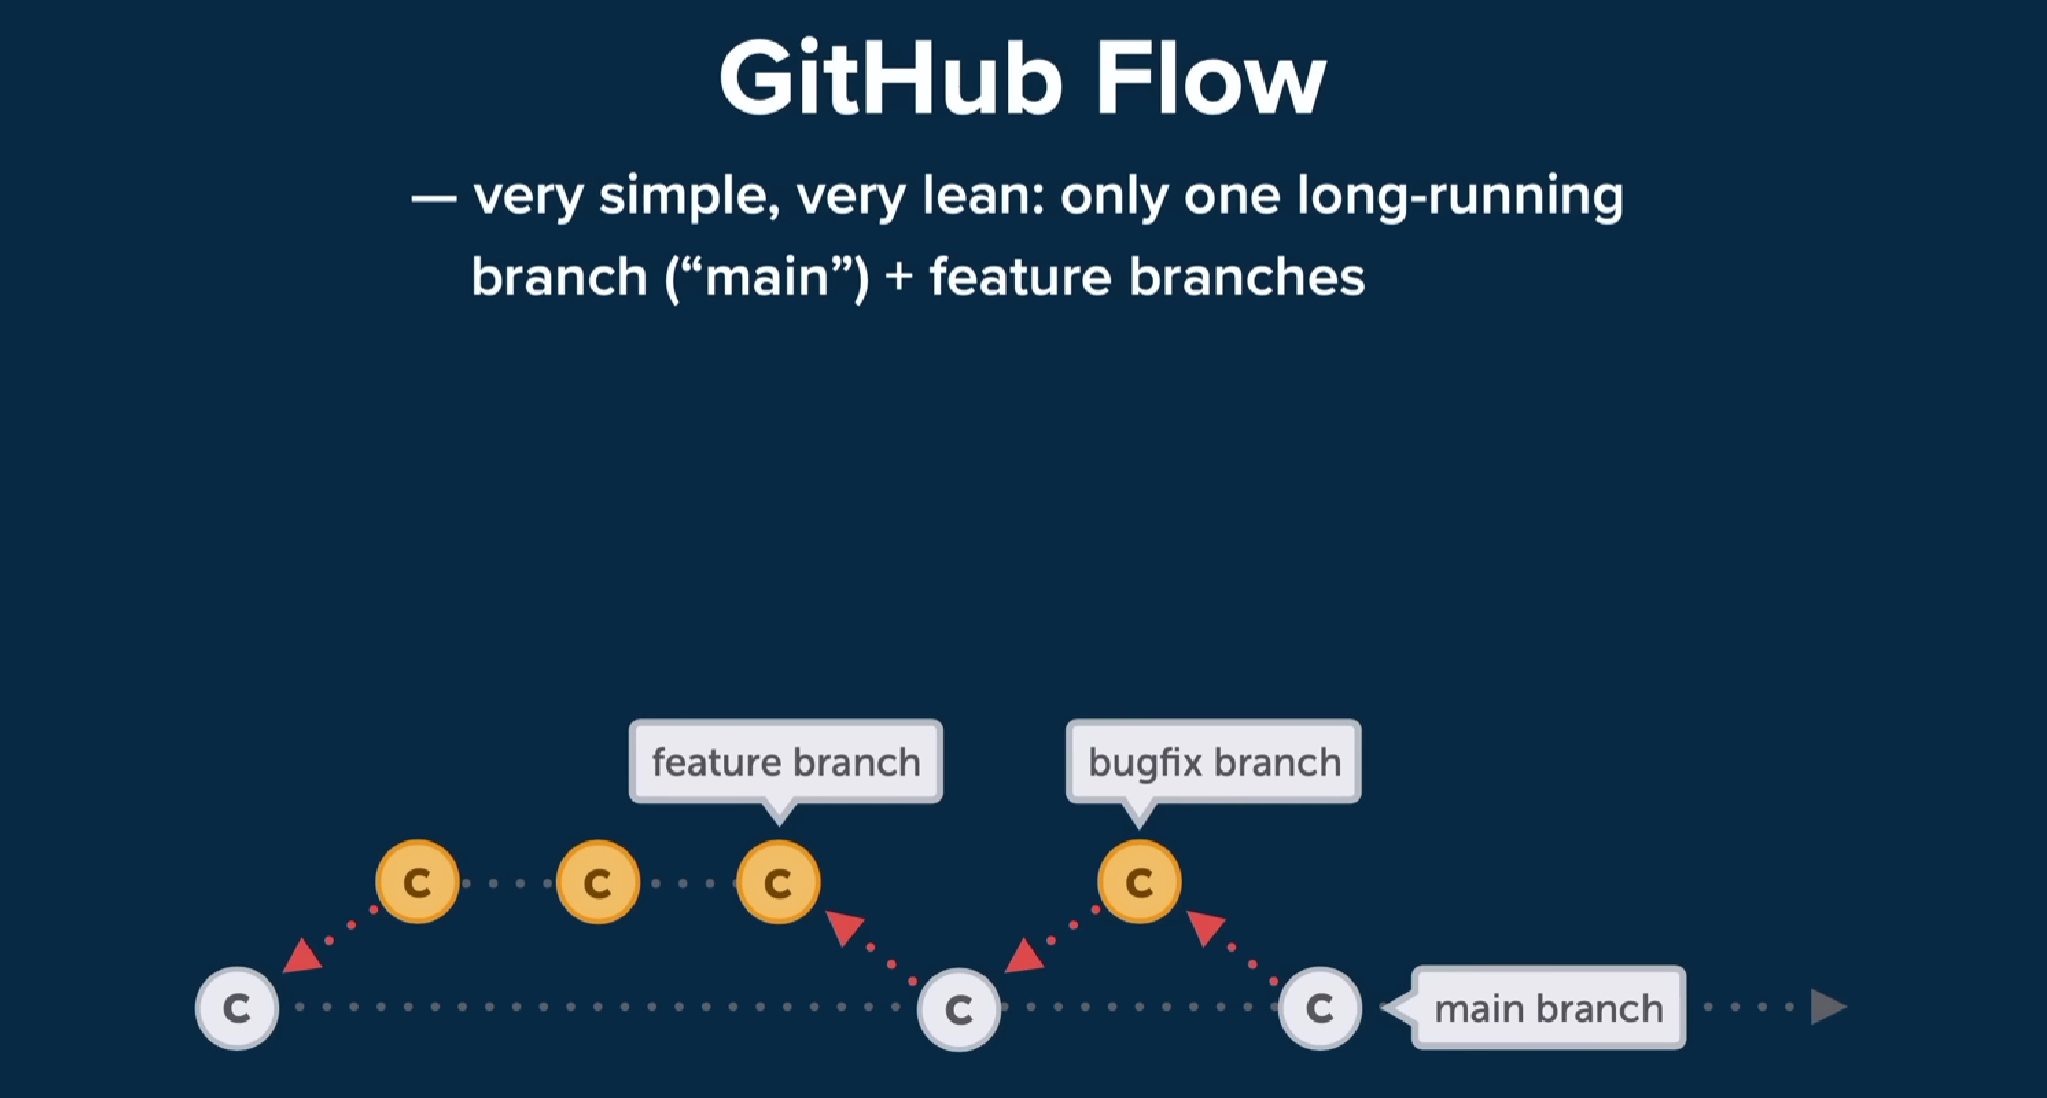 GitHub Flow
— very simple, very lean: only one long-running
branch (“main”) + feature branches
feature branch
bugfix branch
C
C
C
C
C
C
C
main branch